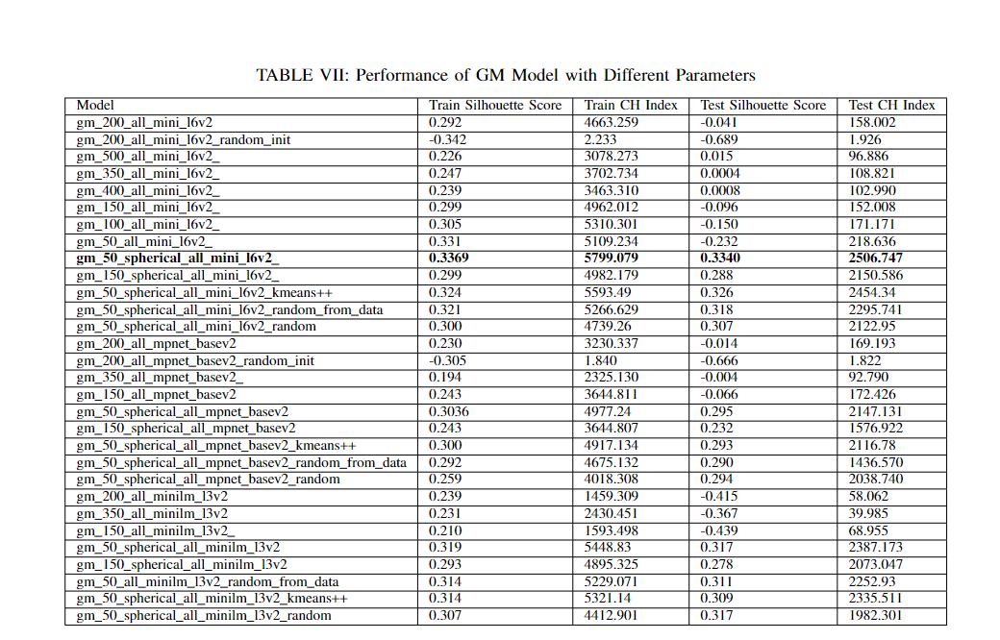 TABLE VII: Performance of GM Model with Different Parameters
Model Train Silhouette Score Train CH Index Test Silhouette Score Test CH Index
gm_200_all_mini_l6v2 0.292 4663.259 -0.041 158.002
gm_200_all_mini_l6v2_random_init -0.342 2.233 -0.689 1.926
gm_500_all_mini_l6v2_ 0.226 3078.273 0.015 96.886
gm_350_all_mini_l6v2_ 0.247 3702.734 0.0004 108.821
gm_400_all_mini_l6v2_ 0.239 3463.310 0.0008 102.990
gm_150_all_mini_l6v2_ 0.299 4962.012 -0.096 152.008
gm_100_all_mini_l6v2_ 0.305 5310.301 -0.150 171.171
gm_50_all_mini_l6v2_ 0.331 5109.234 -0.232 218.636
gm_50_spherical_all_mini_l6v2_ 0.3369 5799.079 0.3340 2506.747
gm_150_spherical_all_mini_l6v2_ 0.299 4982.179 0.288 2150.586
gm_50_spherical_all_mini_l6v2_kmeans++ 0.324 5593.49 0.326 2454.34
gm_50_spherical_all_mini_l6v2_random_from_data 0.321 5266.629 0.318 2295.741
gm_50_spherical_all_mini_l6v2_random 0.300 4739.26 0.307 2122.95
gm_200_all_mpnet_basev2 0.230 3230.337 -0.014 169.193
gm_200_all_mpnet_basev2_random_init -0.305 1.840 -0.666 1.822
gm_350_all_mpnet_basev2_ 0.194 2325.130 -0.004 92.790
gm_150_all_mpnet_basev2 0.243 3644.811 -0.066 172.426
gm_50_spherical_all_mpnet_basev2 0.3036 4977.24 0.295 2147.131
gm_150_spherical_all_mpnet_basev2 0.243 3644.807 0.232 1576.922
gm_50_spherical_all_mpnet_basev2_kmeans++ 0.300 4917.134 0.293 2116.78
gm_50_spherical_all_mpnet_basev2_random_from_data 0.292 4675.132 0.290 1436.570
gm_50_spherical_all_mpnet_basev2_random 0.259 4018.308 0.294 2038.740
gm_200_all_minilm_l3v2 0.239 1459.309 -0.415 58.062
gm_350_all_minilm_l3v2 0.231 2430.451 -0.367 39.985
gm_150_all_minilm_l3v2_ 0.210 1593.498 -0.439 68.955
gm_50_spherical_all_minilm_l3v2 0.319 5448.83 0.317 2387.173
gm_150_spherical_all_minilm_l3v2 0.293 4895.325 0.278 2073.047
gm_50_all_minilm_l3v2_random_from_data 0.314 5229.071 0.311 2252.93
gm_50_spherical_all_minilm_l3v2_kmeans++ 0.314 5321.14 0.309 2335.511
gm_50_spherical_all_minilm_l3v2_random 0.307 4412.901 0.317 1982.301